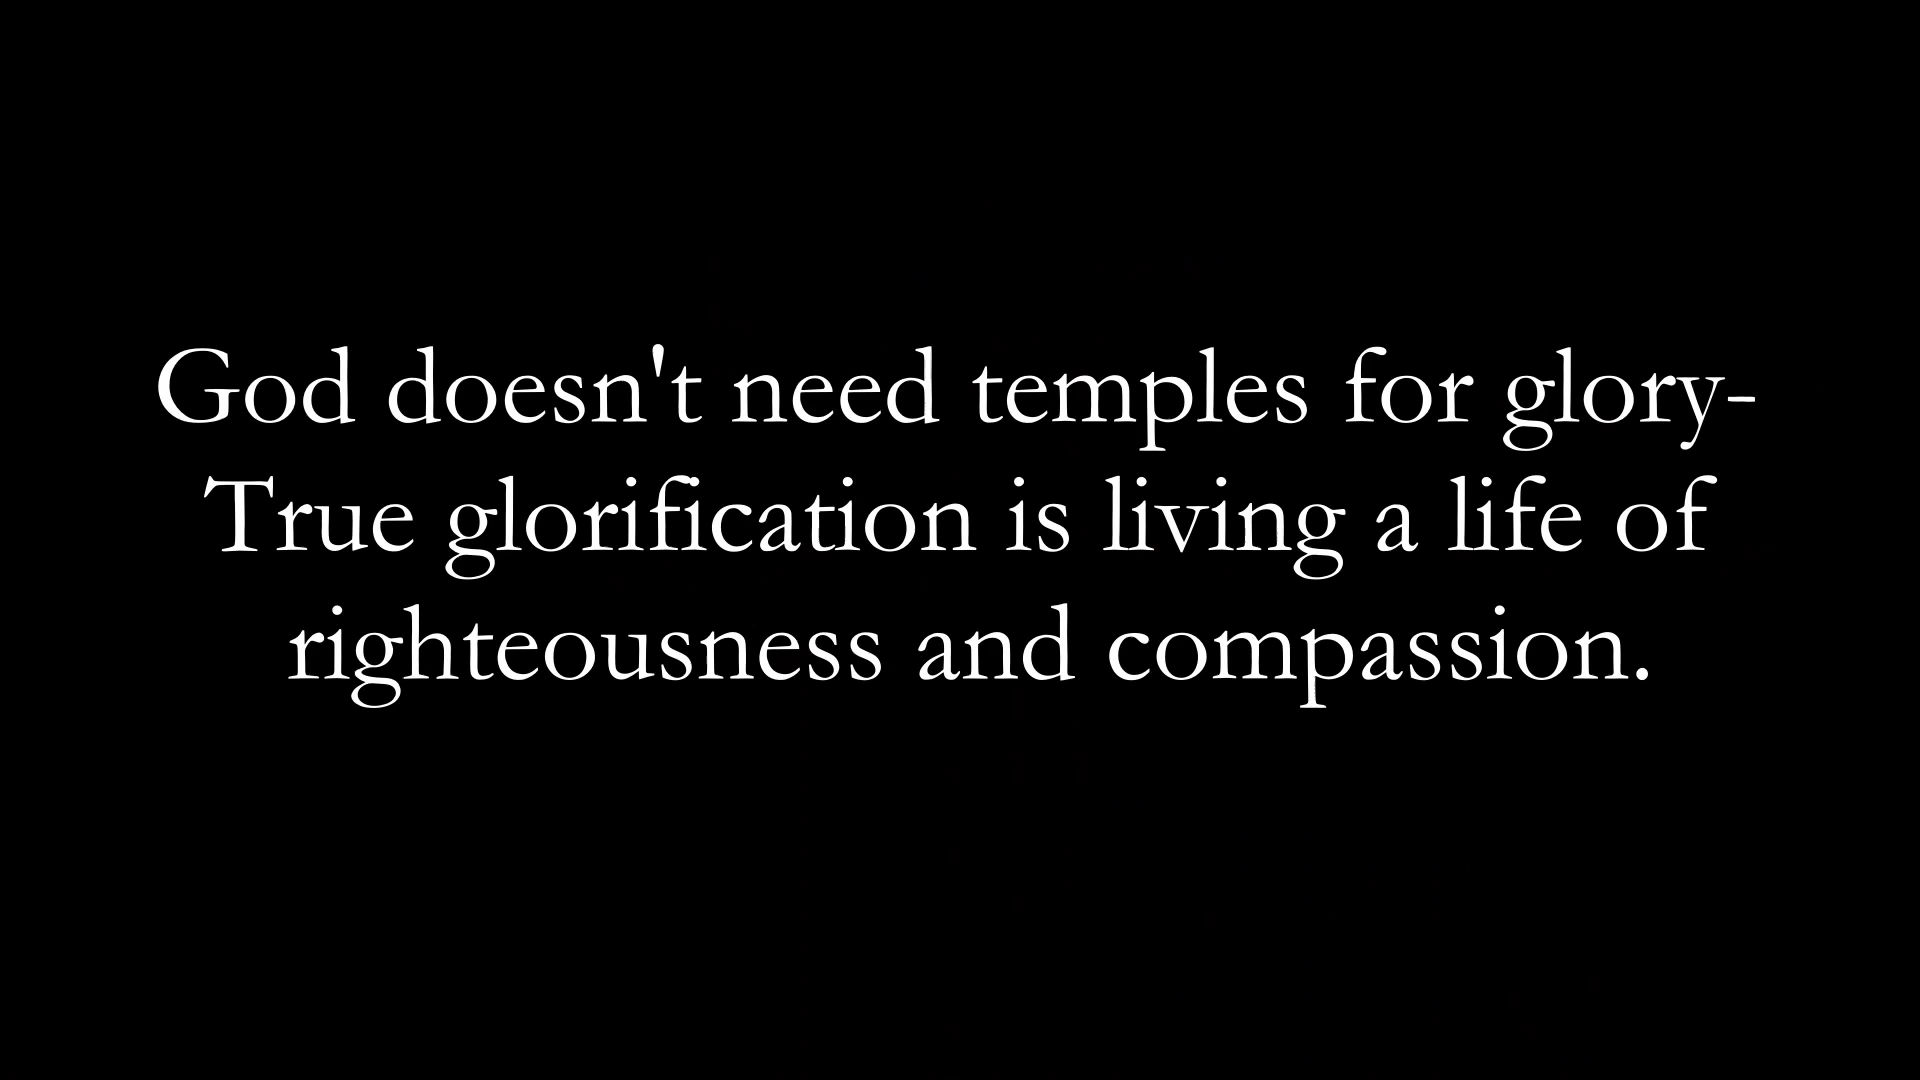 God doesn't need temples for glory-
True glorification is living a life of
righteousness and compassion.